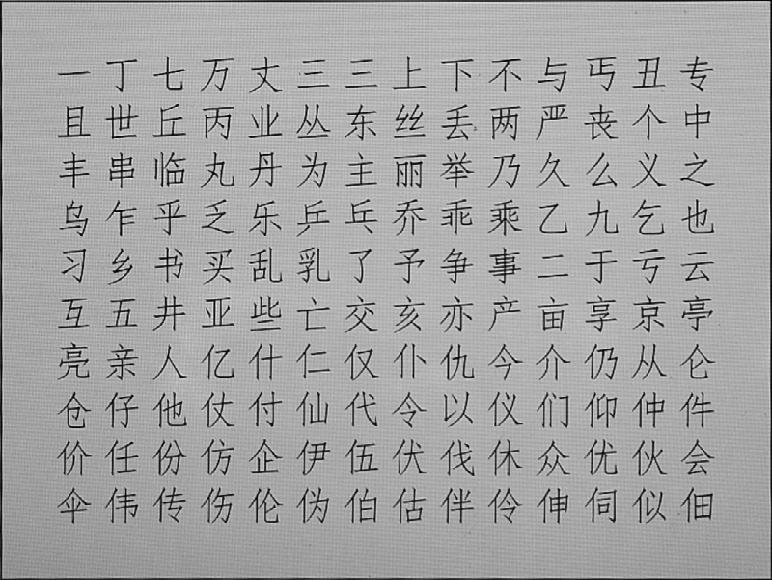 一丁七万丈三三上下不与丐丑专
且世丘丙业丛东丝丢两严丧个中
丰串临丸丹为主丽举乃久么义之
乌乍乎乏乐乒乓乔乖乘乙九乞也
习乡书买乱乳了予争事二于亏云
互五井亚些亡交亥亦产亩享京亭
亮亲人亿什仁仅仆仇今介仍从仑
仓仔他仗付仙代令以仪们仰仲件
价任份仿企伊伍伏伐休众优伙会
伞伟传伤伦伪伯估伴伶伸伺似佃